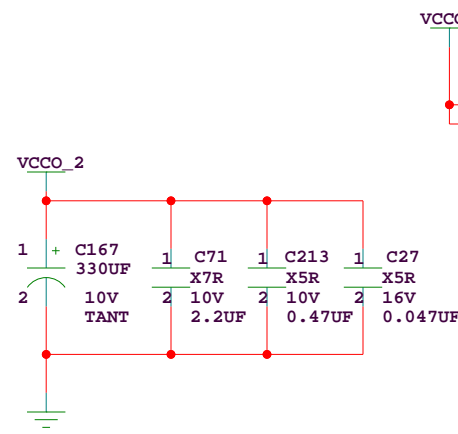 VCCO
VCCO_2
1 + C167
330UF
2 10V
TANT
1 C71
X7R
2 10V
2.2UF
1 C213
X5R
2 10V
0.47UF
1 C27
X5R
2 16V
0.047UF